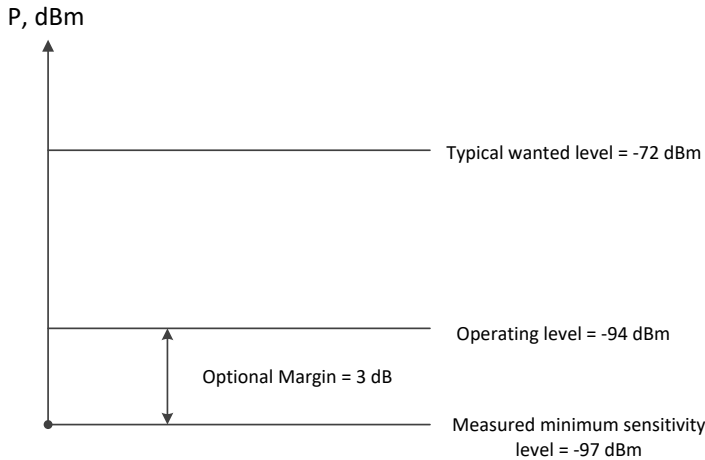 P, dBm
Typical wanted level = -72 dBm
Operating level = -94 dBm
Optional Margin = 3 dB
Measured minimum sensitivity
level = -97 dBm